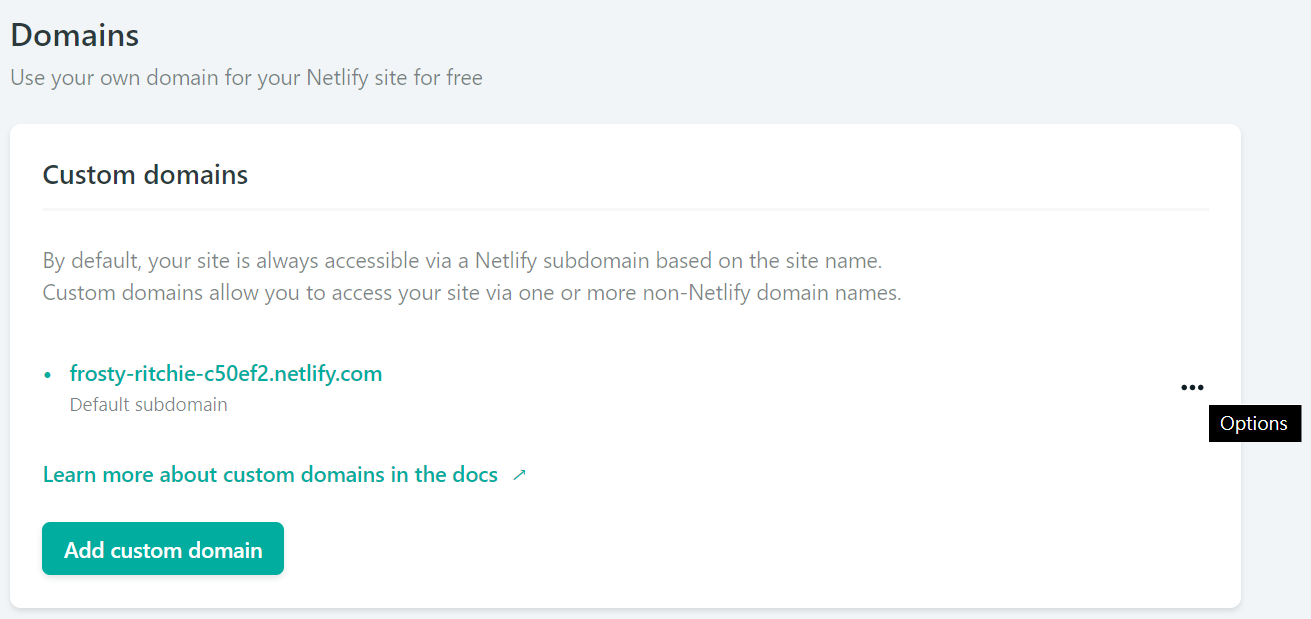 Domains
Use your own domain for your Netlify site for free
Custom domains
By default, your site is always accessible via a Netlify subdomain based on the site name.
Custom domains allow you to access your site via one or more non-Netlify domain names.
• frosty-ritchie-c50ef2.netlify.com
Default subdomain
•••
Options
Learn more about custom domains in the docs ↗
Add custom domain